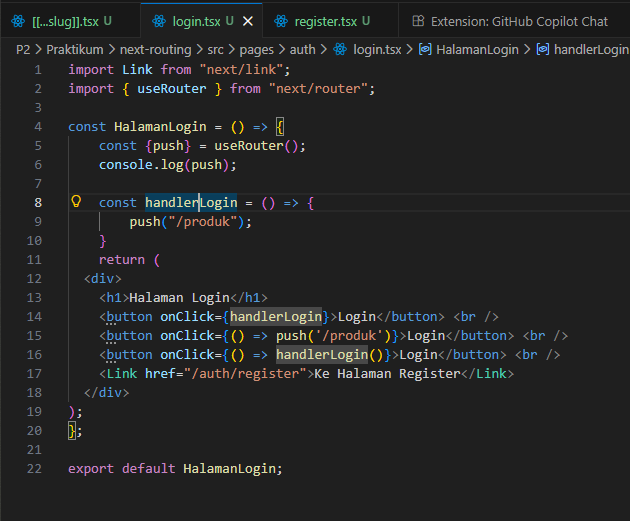 [[...slug]].tsx U login.tsx U × register.tsx U Extension: GitHub Copilot Chat
P2 > Praktikum > next-routing > src > pages > auth > login.tsx > HalamanLogin > handlerLogin
1 import Link from "next/link";
2 import { useRouter } from "next/router";
3
4 const HalamanLogin = () => {
5     const {push} = useRouter();
6     console.log(push);
7
8     const handlerLogin = () => {
9         push("/produk");
10     }
11     return (
12   <div>
13     <h1>Halaman Login</h1>
14     <button onClick={handlerLogin}>Login</button> <br />
15     <button onClick={() => push('/produk')}>Login</button> <br />
16     <button onClick={() => handlerLogin()}>Login</button> <br />
17     <Link href="/auth/register">Ke Halaman Register</Link>
18   </div>
19 );
20 };
21
22 export default HalamanLogin;